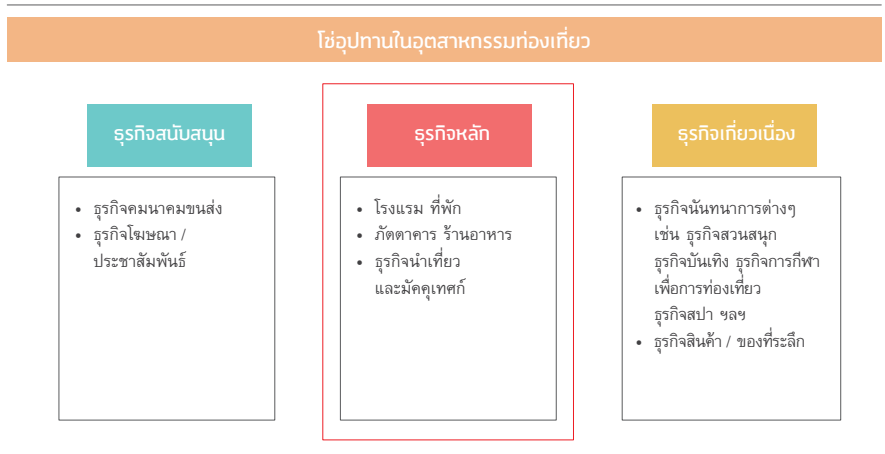 โซ่อุปทานในอุตสาหกรรมท่องเที่ยว
ธุรกิจสนับสนุน
• ธุรกิจคมนาคมขนส่ง
• ธุรกิจโฆษณา /
ประชาสัมพันธ์
ธุรกิจหลัก
• โรงแรม ที่พัก
• ภัตตาคาร ร้านอาหาร
• ธุรกิจนำเที่ยว
และมัคคุเทศก์
ธุรกิจเกี่ยวเนื่อง
• ธุรกิจนันทนาการต่างๆ
เช่น ธุรกิจสวนสนุก
ธุรกิจบันเทิง ธุรกิจการกีฬา
เพื่อการท่องเที่ยว
ธุรกิจสปา ฯลฯ
• ธุรกิจสินค้า / ของที่ระลึก